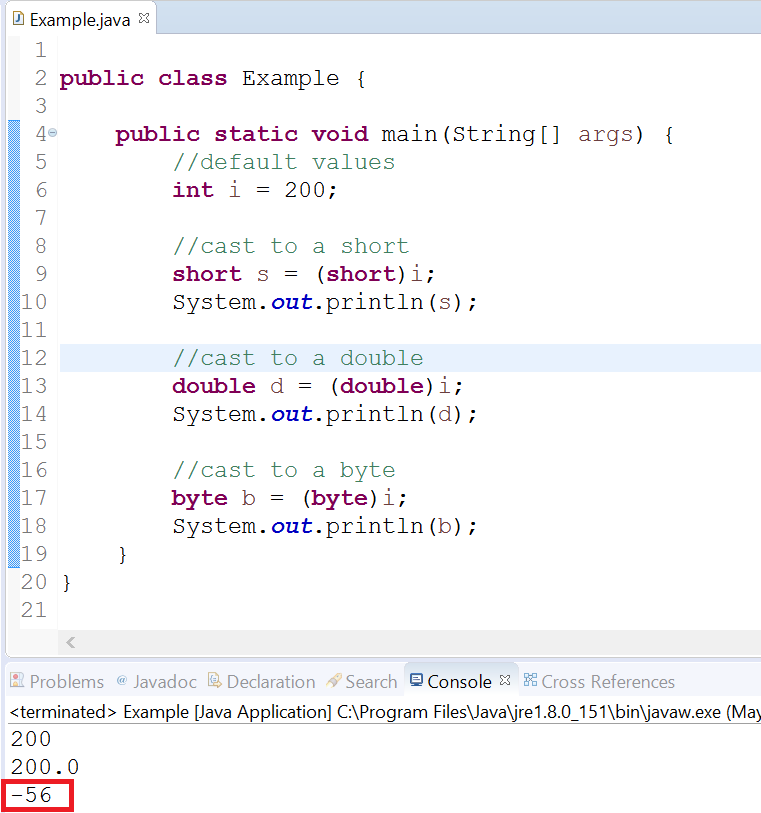 Example.java
1
2 public class Example {
3
4 public static void main(String[] args) {
5 //default values
6 int i = 200;
7
8 //cast to a short
9 short s = (short)i;
10 System.out.println(s);
11
12 //cast to a double
13 double d = (double)i;
14 System.out.println(d);
15
16 //cast to a byte
17 byte b = (byte)i;
18 System.out.println(b);
19 }
20 }
21
Problems @ Javadoc Declaration Search Console Cross References
<terminated> Example [Java Application] C:\Program Files\Java\jre1.8.0_151\bin\javaw.exe (May
200
200.0
-56